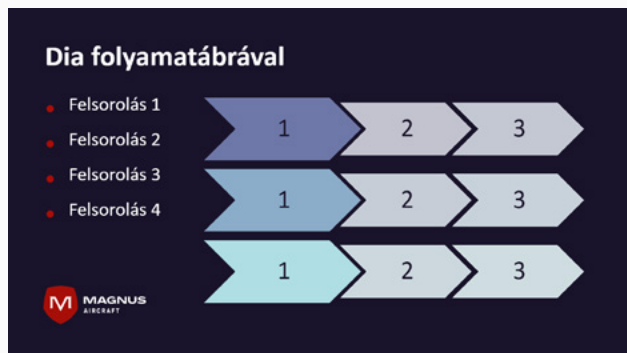 Dia folyamatábrával
Felsorolás 1
Felsorolás 2
Felsorolás 3
Felsorolás 4
1 2 3
1 2 3
1 2 3
M MAGNUS
AIRCRAFT